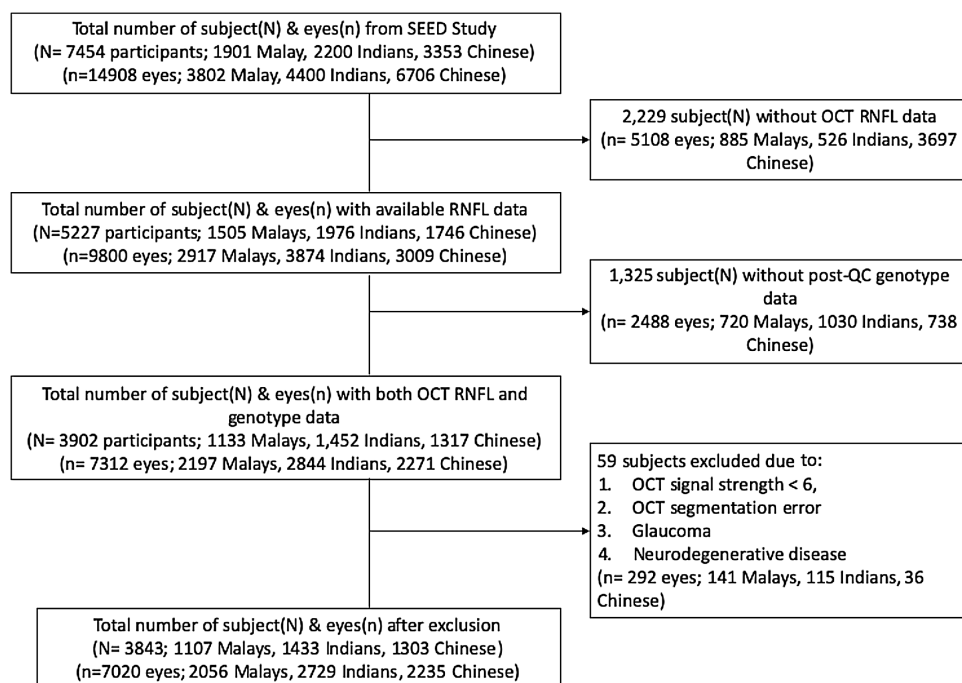 Total number of subject(N) & eyes(n) from SEED Study
(N= 7454 participants; 1901 Malay, 2200 Indians, 3353 Chinese)
(n=14908 eyes; 3802 Malay, 4400 Indians, 6706 Chinese)
2,229 subject(N) without OCT RNFL data
(n= 5108 eyes; 885 Malays, 526 Indians, 3697
Chinese)
Total number of subject(N) & eyes(n) with available RNFL data
(N=5227 participants; 1505 Malays, 1976 Indians, 1746 Chinese)
(n=9800 eyes; 2917 Malays, 3874 Indians, 3009 Chinese)
1,325 subject(N) without post-QC genotype
data
(n= 2488 eyes; 720 Malays, 1030 Indians, 738
Chinese)
Total number of subject(N) & eyes(n) with both OCT RNFL and
genotype data
(N= 3902 participants; 1133 Malays, 1,452 Indians, 1317 Chinese)
(n= 7312 eyes; 2197 Malays, 2844 Indians, 2271 Chinese)
59 subjects excluded due to:
1. OCT signal strength < 6,
2. OCT segmentation error
3. Glaucoma
4. Neurodegenerative disease
(n= 292 eyes; 141 Malays, 115 Indians, 36
Chinese)
Total number of subject(N) & eyes(n) after exclusion
(N= 3843; 1107 Malays, 1433 Indians, 1303 Chinese)
(n=7020 eyes; 2056 Malays, 2729 Indians, 2235 Chinese)